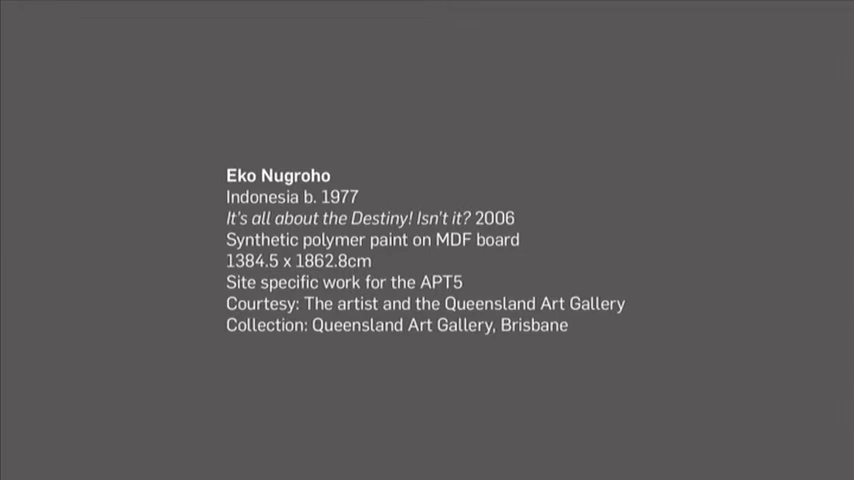 Eko Nugroho
Indonesia b. 1977
It's all about the Destiny! Isn't it? 2006
Synthetic polymer paint on MDF board
1384.5 x 1862.8cm
Site specific work for the APT5
Courtesy: The artist and the Queensland Art Gallery
Collection: Queensland Art Gallery, Brisbane